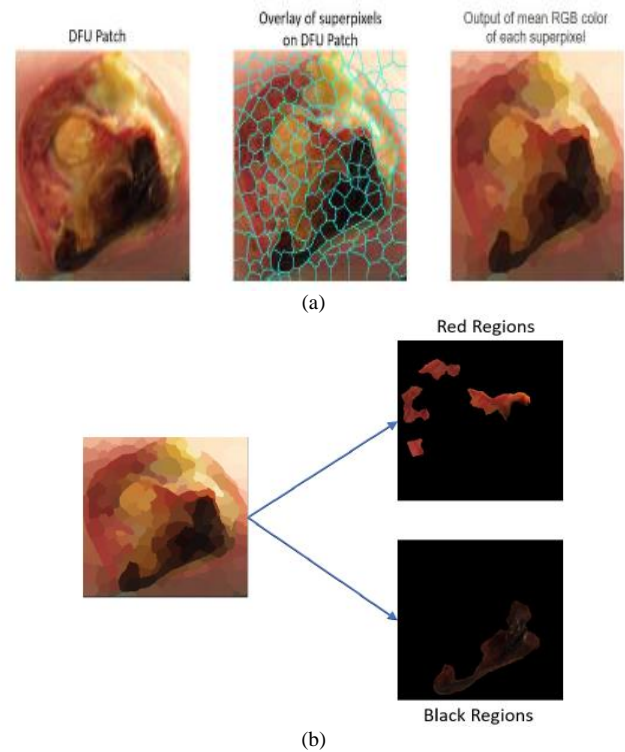 DFU Patch
Overlay of superpixels
on DFU Patch
Output of mean RGB color
of each superpixel
(a)
Red Regions
Black Regions
(b)